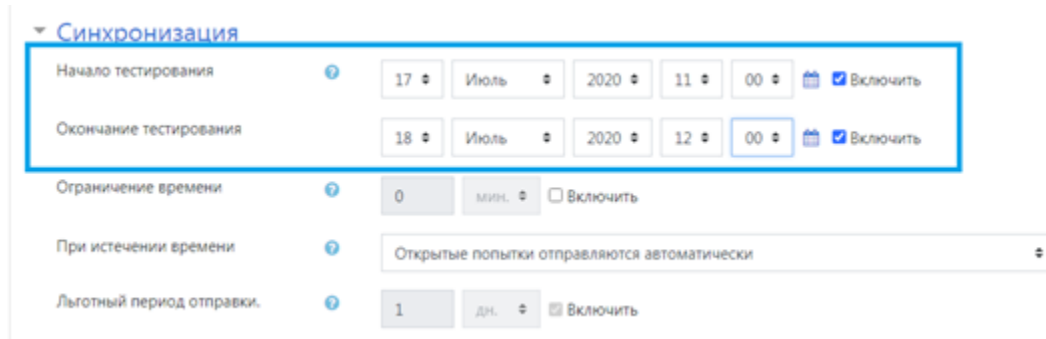 Синхронизация
Начало тестирования 17 Июль 2020 11 00 Включить
Окончание тестирования 18 Июль 2020 12 00 Включить
Ограничение времени 0 мин. Включить
При истечении времени Открытые попытки отправляются автоматически
Льготный период отправки. 1 дн. Включить